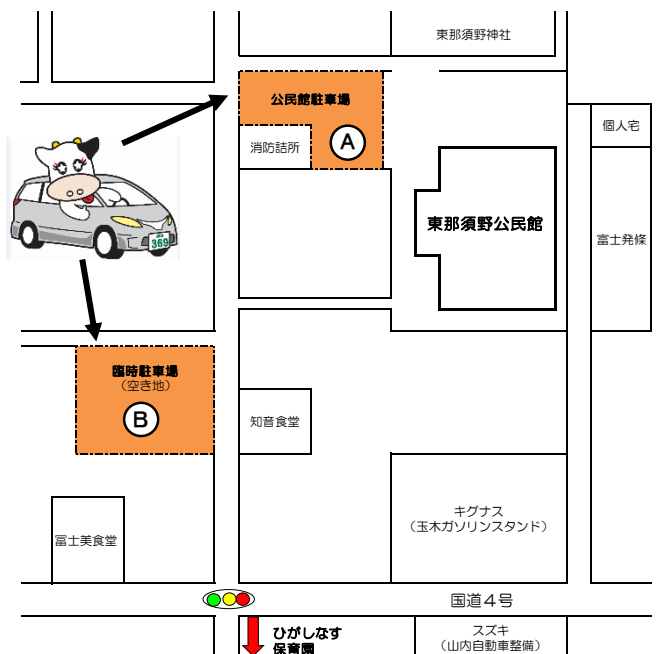 東那須野神社
公民館駐車場
A
消防詰所
個人宅
東那須野公民館
富士発條
369
臨時駐車場
（空き地）
B
知音食堂
キグナス
（玉木ガソリンスタンド）
冨士美食堂
国道４号
ひがしなす
保育園
スズキ
（山内自動車整備）